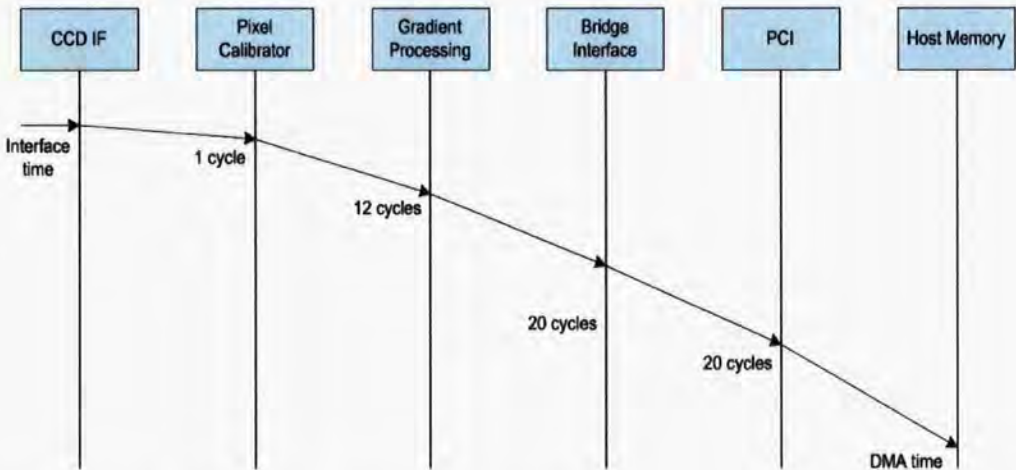 CCD IF
Pixel
Calibrator
Gradient
Processing
Bridge
Interface
PCI
Host Memory
Interface
time
1 cycle
12 cycles
20 cycles
20 cycles
DMA time